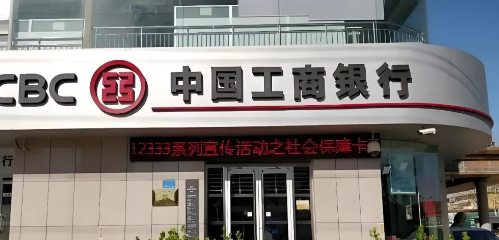 CBC 中国工商银行
12333系列宣传活动之社会保障卡
行